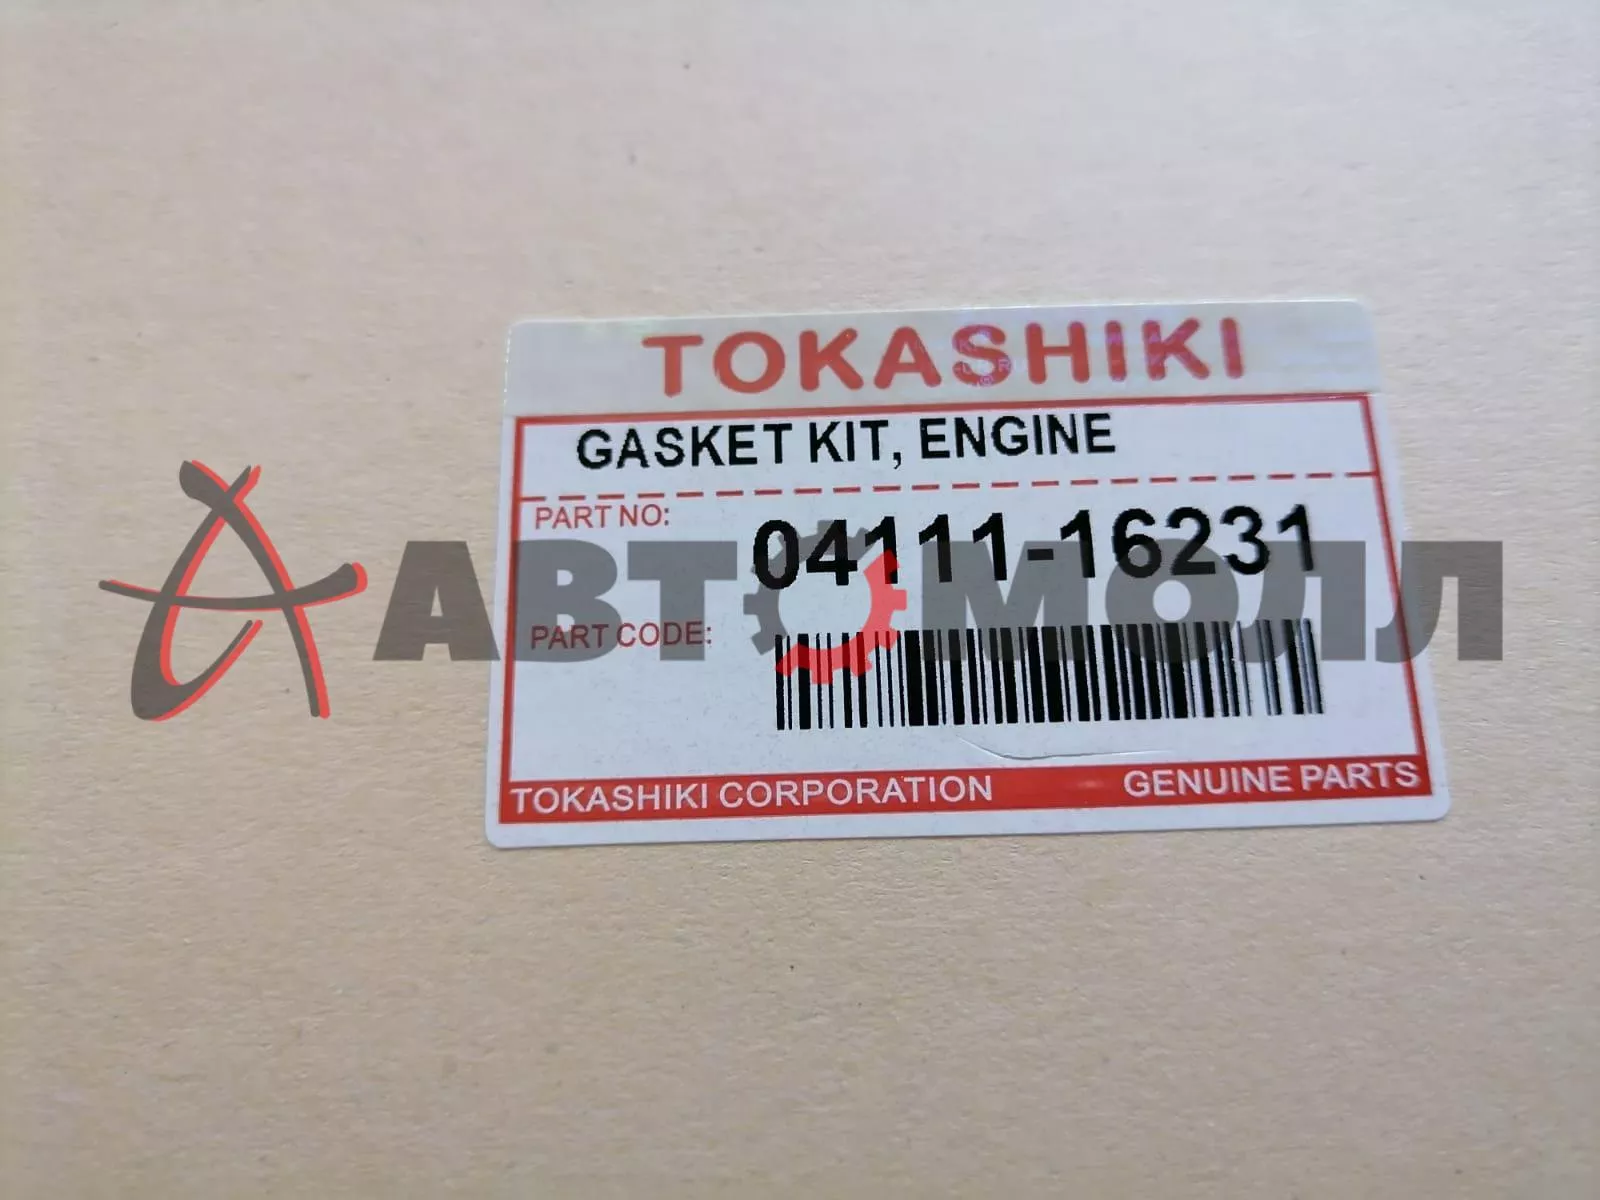 TOKASHIKI
GASKET KIT, ENGINE
PART NO:
04111-16231
АВТОМОЛЛ
PART CODE:
TOKASHIKI CORPORATION
GENUINE PARTS